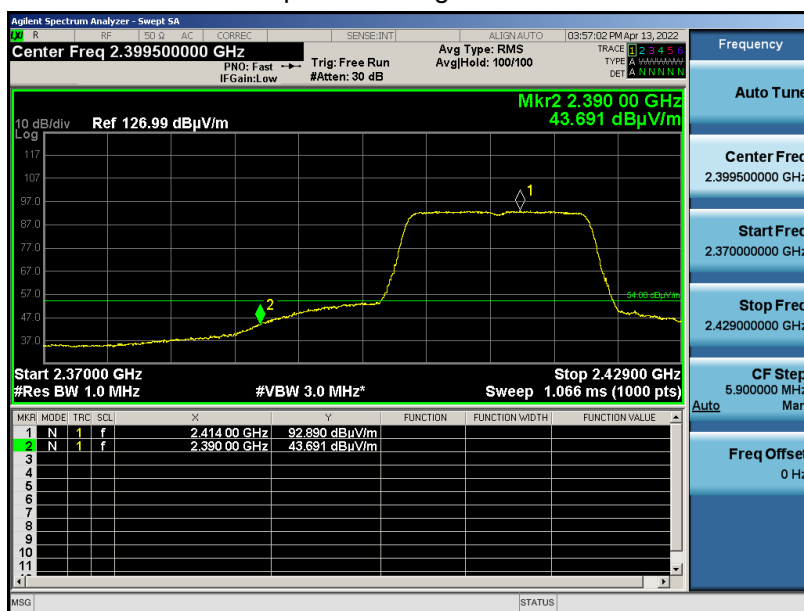 Agilent Spectrum Analyzer - Swept SA
LXI R RF 50 Ω AC CORREC SENSE:INT ALIGN AUTO 03:57:02 PM Apr 13, 2022
Center Freq 2.399500000 GHz
PNO: Fast
IFGain:Low
Trig: Free Run
#Atten: 30 dB
Avg Type: RMS
Avg|Hold: 100/100
TRACE 1 2 3 4 5 6
TYPE A WWWWW
DET A N N N N N
Mkr2 2.390 00 GHz
43.691 dBµV/m
10 dB/div
Log
Ref 126.99 dBµV/m
117
107
97.0
87.0
77.0
67.0
57.0
47.0
37.0
1
2
54.00 dBµV/m
Start 2.37000 GHz Stop 2.42900 GHz
#Res BW 1.0 MHz #VBW 3.0 MHz* Sweep 1.066 ms (1000 pts)
MKR MODE TRC SCL X Y FUNCTION FUNCTION WIDTH FUNCTION VALUE
1 N 1 f 2.414 00 GHz 92.890 dBµV/m
2 N 1 f 2.390 00 GHz 43.691 dBµV/m
3
4
5
6
7
8
9
10
11
MSG STATUS
Frequency
Auto Tune
Center Freq
2.399500000 GHz
Start Freq
2.370000000 GHz
Stop Freq
2.429000000 GHz
CF Step
5.900000 MHz
Auto Man
Freq Offset
0 Hz